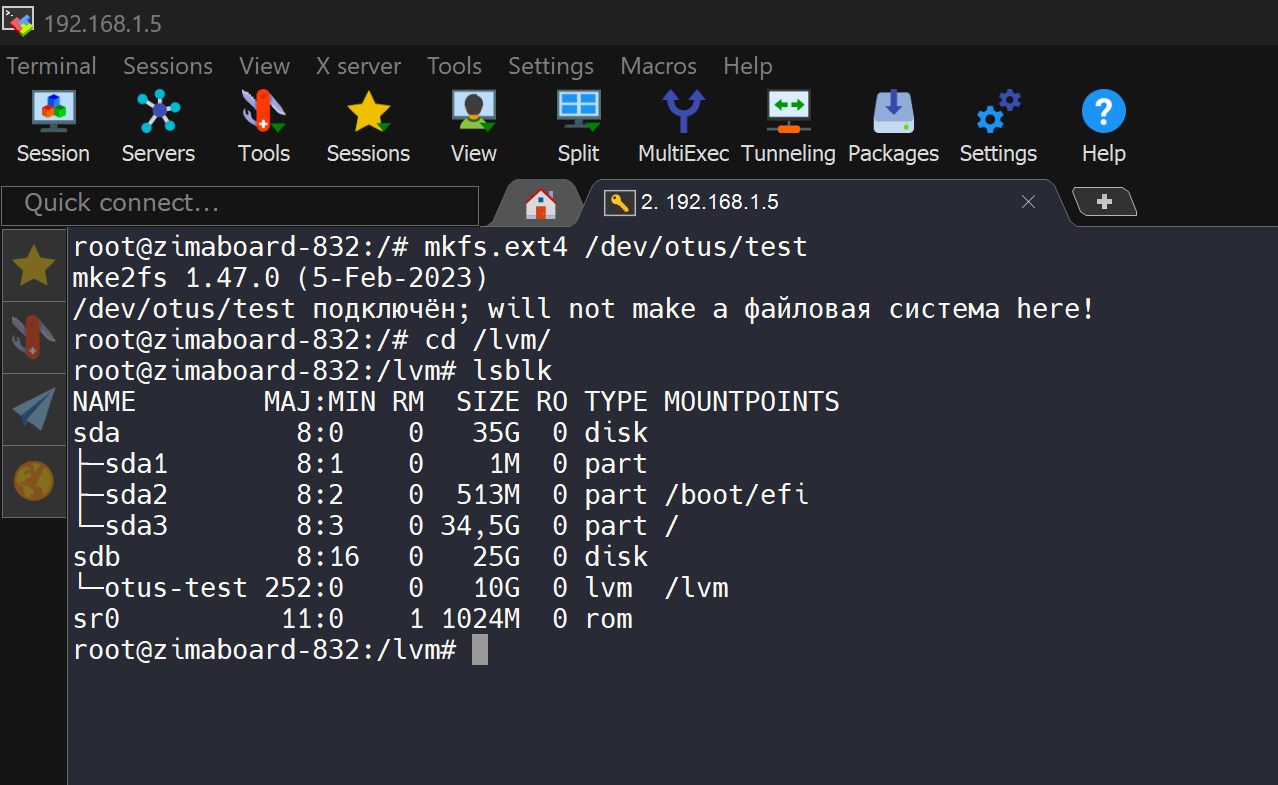 192.168.1.5
Terminal Sessions View X server Tools Settings Macros Help
Session Servers Tools Sessions View Split MultiExec Tunneling Packages Settings Help
Quick connect...
2. 192.168.1.5
root@zimaboard-832:/# mkfs.ext4 /dev/otus/test
mke2fs 1.47.0 (5-Feb-2023)
/dev/otus/test подключён; will not make a файловая система here!
root@zimaboard-832:/# cd /lvm/
root@zimaboard-832:/lvm# lsblk
NAME        MAJ:MIN RM  SIZE RO TYPE MOUNTPOINTS
sda           8:0    0   35G  0 disk
├─sda1        8:1    0    1M  0 part
├─sda2        8:2    0  513M  0 part /boot/efi
└─sda3        8:3    0 34,5G  0 part /
sdb           8:16   0   25G  0 disk
└─otus-test 252:0    0   10G  0 lvm  /lvm
sr0          11:0    1 1024M  0 rom
root@zimaboard-832:/lvm#